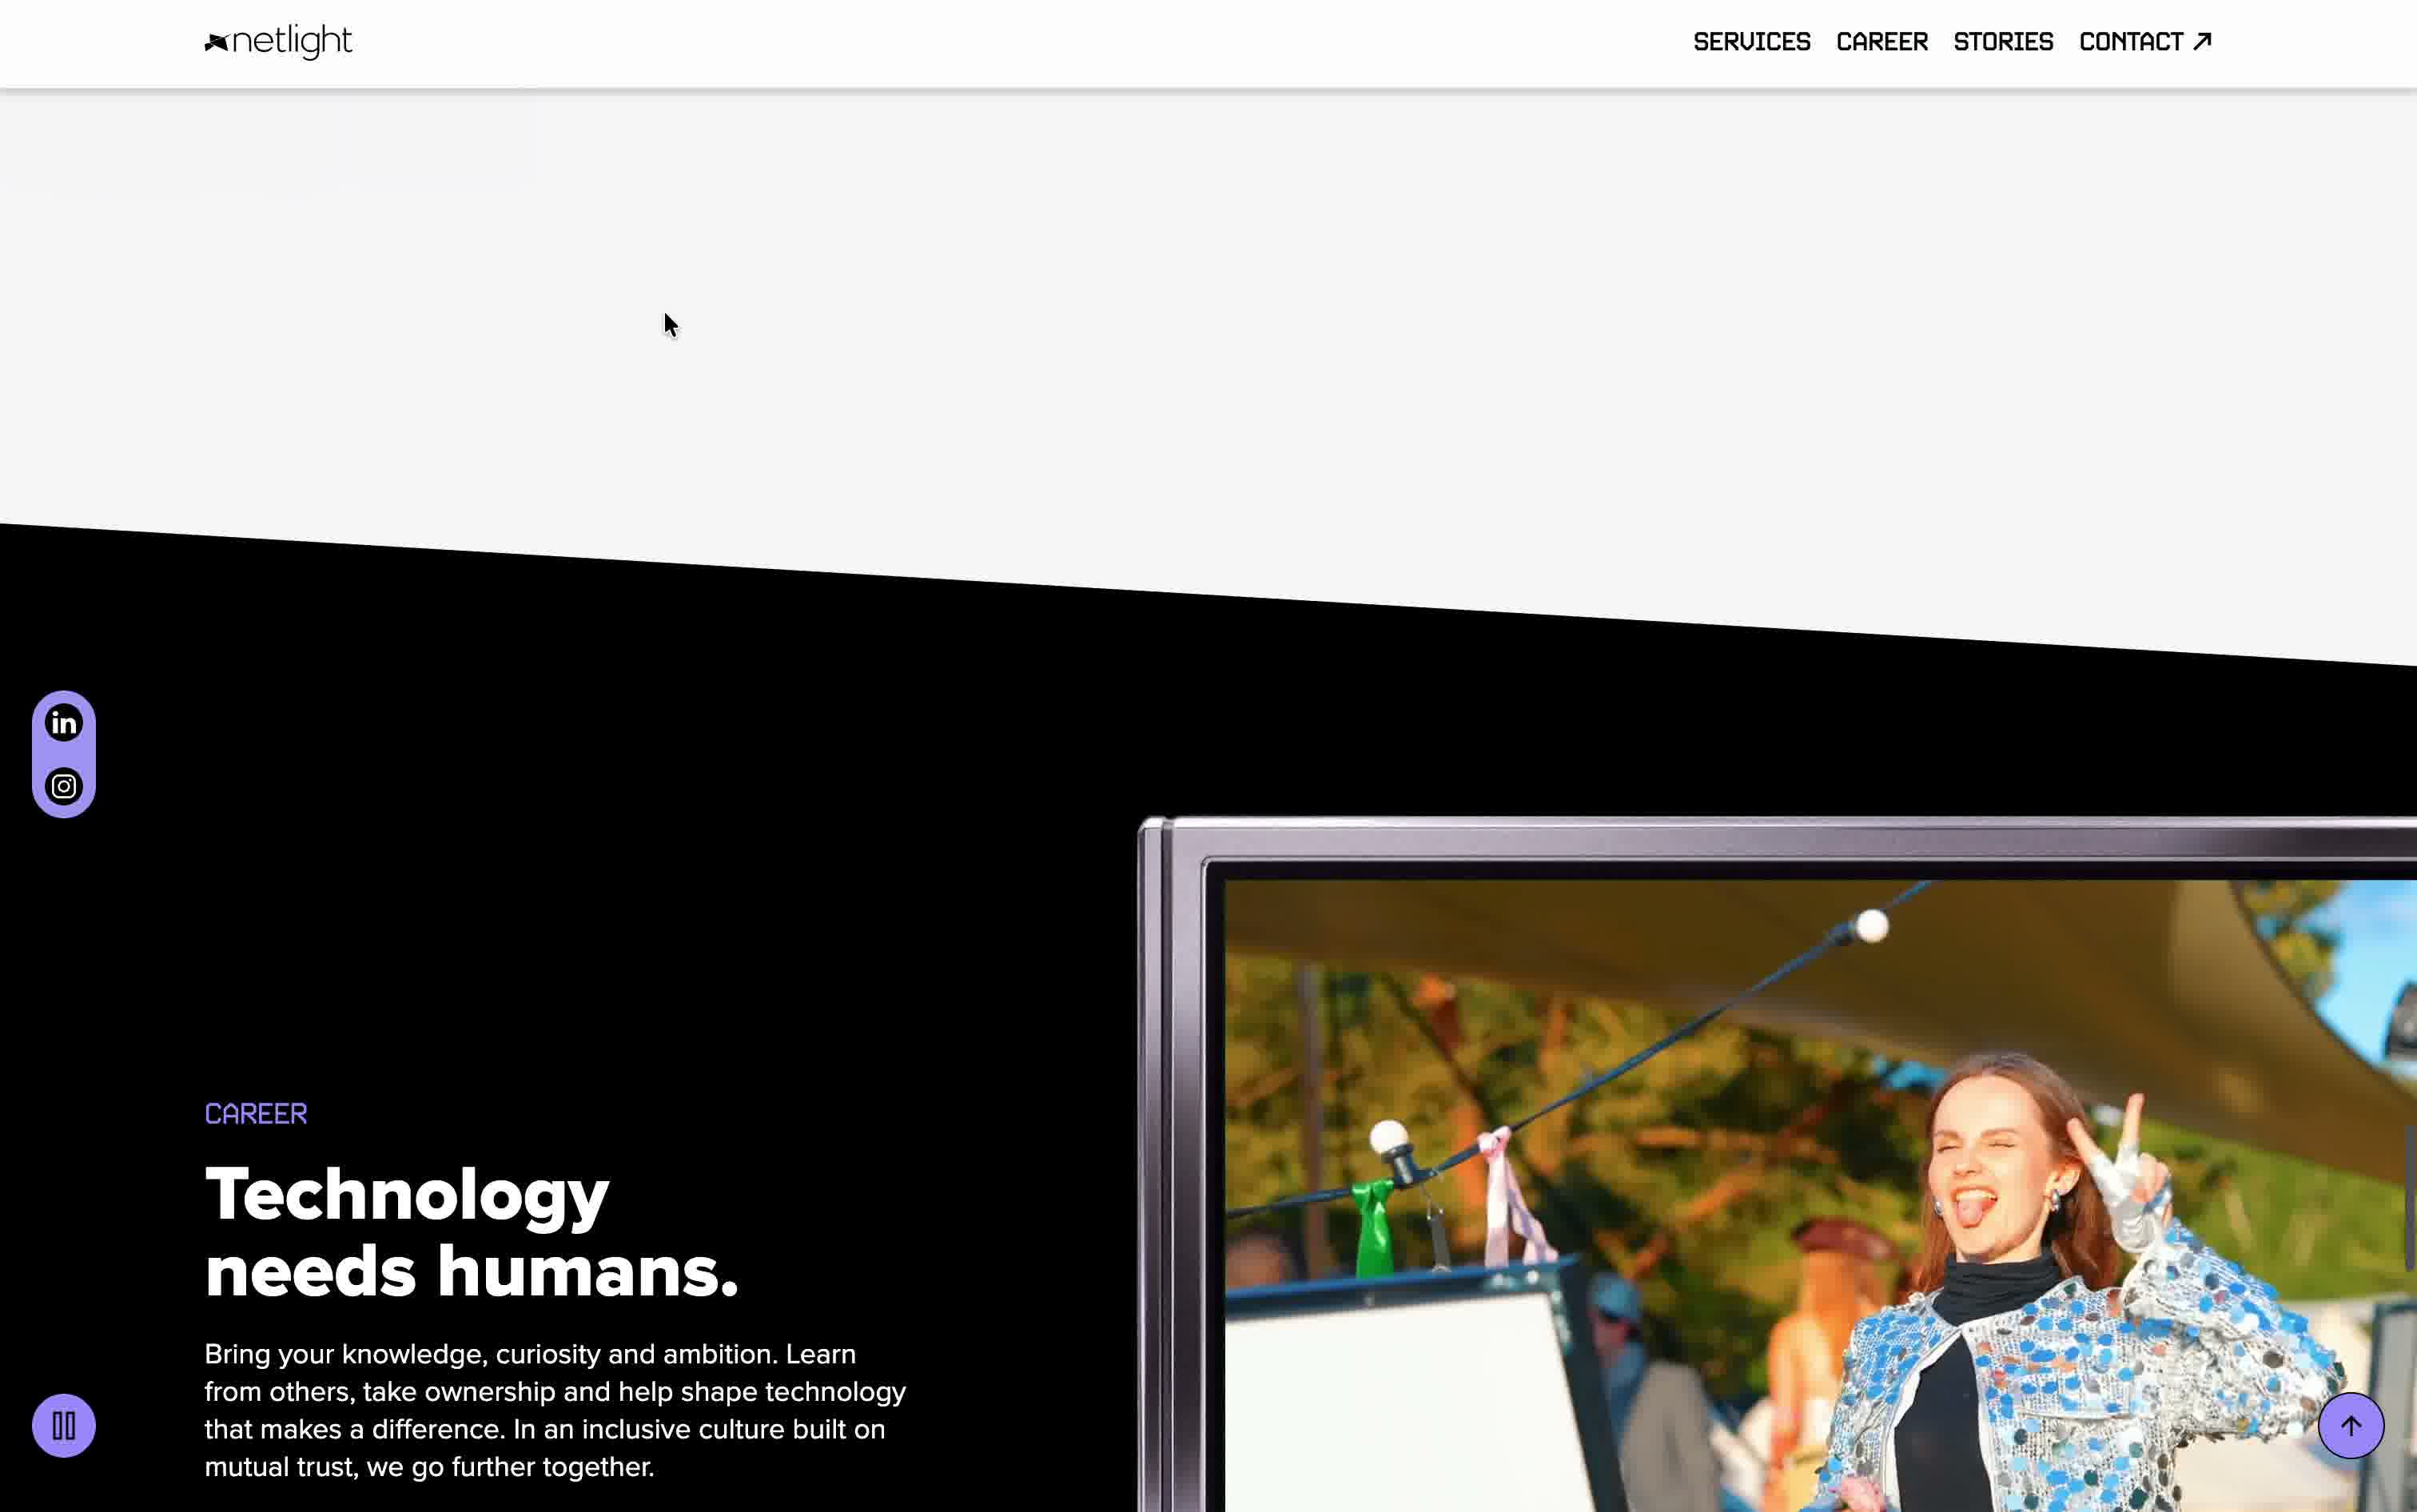 netlight
SERVICES CAREER STORIES CONTACT
in
CAREER
Technology
needs humans.
Bring your knowledge, curiosity and ambition. Learn
from others, take ownership and help shape technology
that makes a difference. In an inclusive culture built on
mutual trust, we go further together.